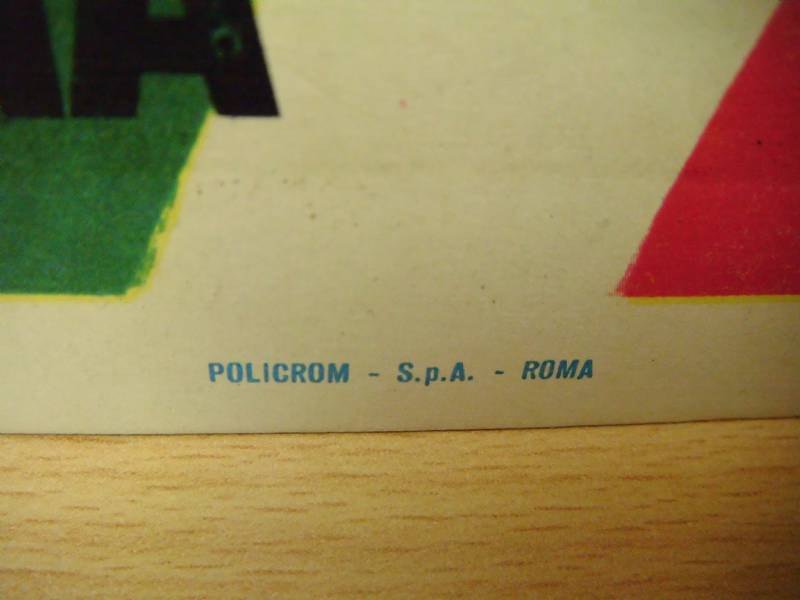 A
POLICROM - S.p.A. - ROMA